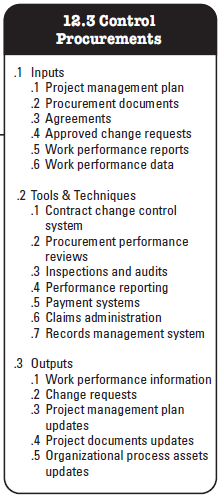 12.3 Control
Procurements
.1 Inputs
.1 Project management plan
.2 Procurement documents
.3 Agreements
.4 Approved change requests
.5 Work performance reports
.6 Work performance data
.2 Tools & Techniques
.1 Contract change control
system
.2 Procurement performance
reviews
.3 Inspections and audits
.4 Performance reporting
.5 Payment systems
.6 Claims administration
.7 Records management system
.3 Outputs
.1 Work performance information
.2 Change requests
.3 Project management plan
updates
.4 Project documents updates
.5 Organizational process assets
updates